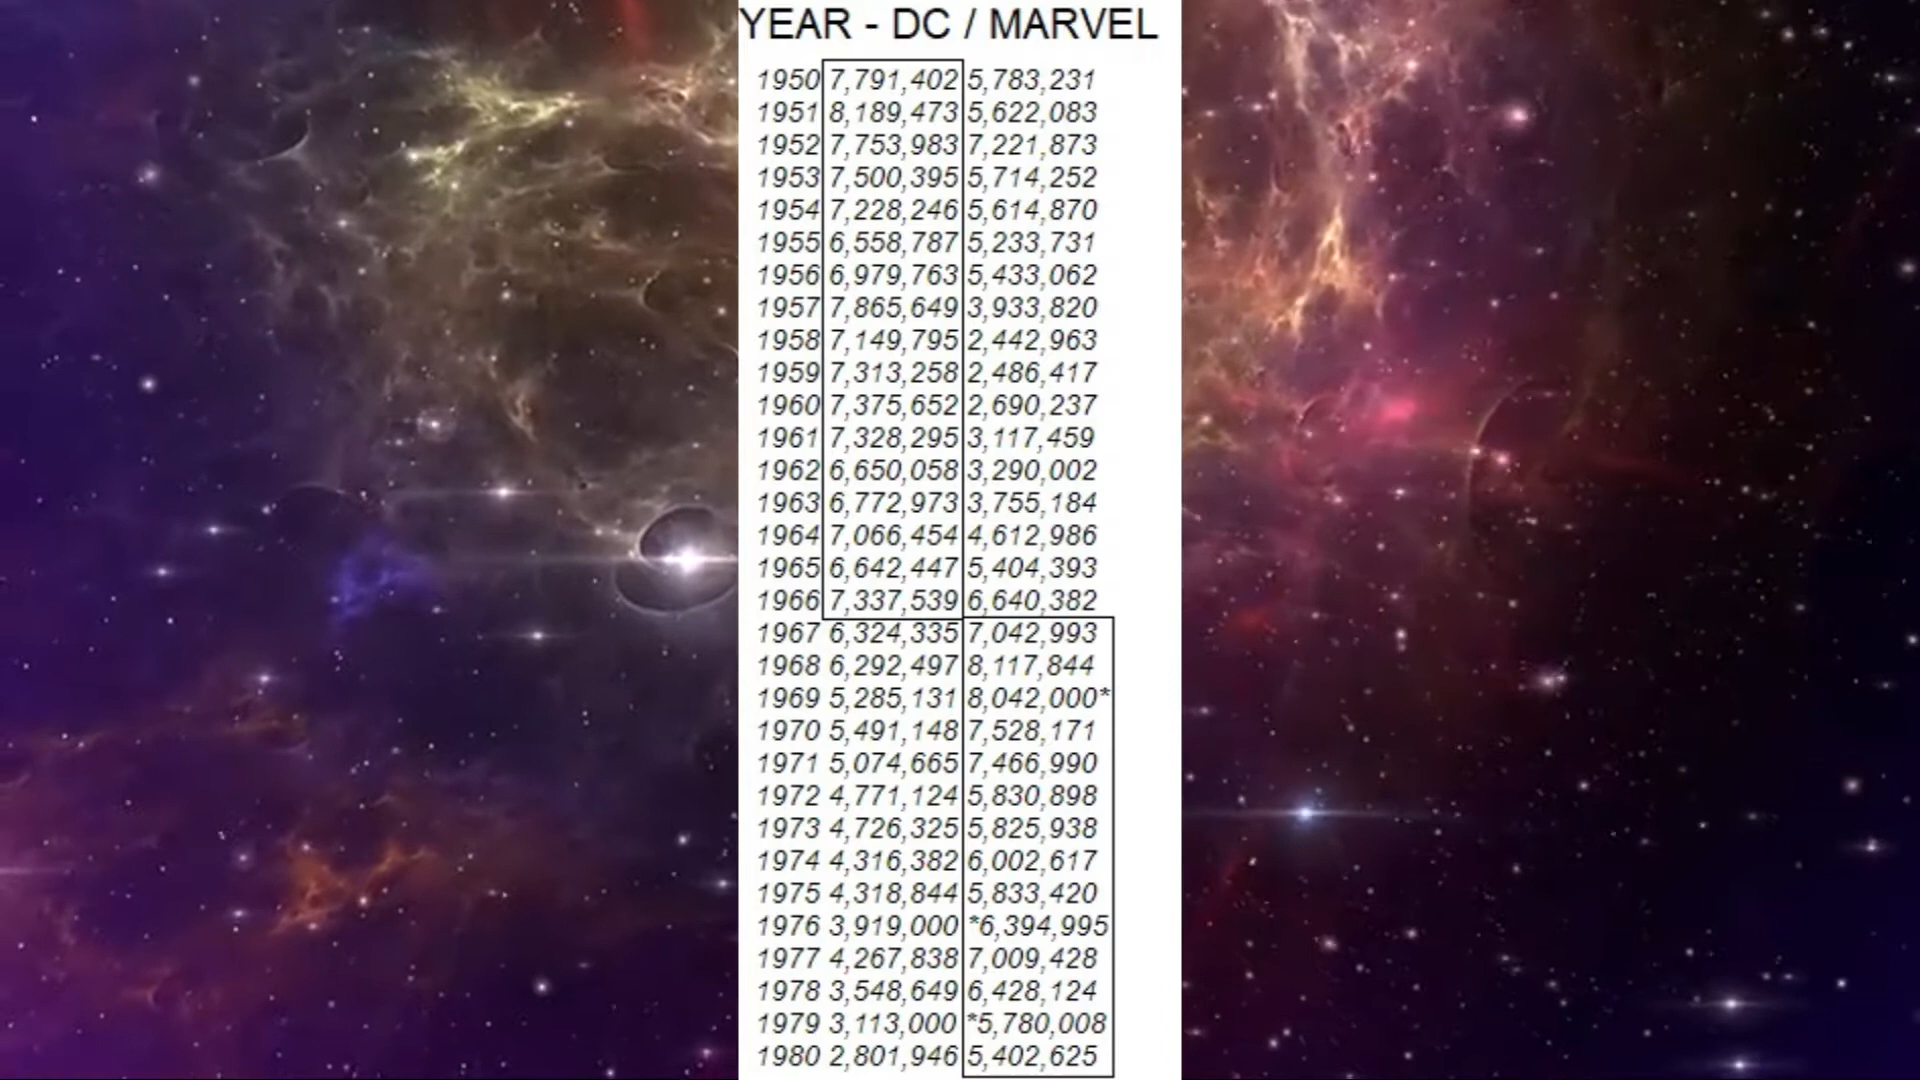 YEAR - DC / MARVEL
1950 7,791,402 5,783,231
1951 8,189,473 5,622,083
1952 7,753,983 7,221,873
1953 7,500,395 5,714,252
1954 7,228,246 5,614,870
1955 6,558,787 5,233,731
1956 6,979,763 5,433,062
1957 7,865,649 3,933,820
1958 7,149,795 2,442,963
1959 7,313,258 2,486,417
1960 7,375,652 2,690,237
1961 7,328,295 3,117,459
1962 6,650,058 3,290,002
1963 6,772,973 3,755,184
1964 7,066,454 4,612,986
1965 6,642,447 5,404,393
1966 7,337,539 6,640,382
1967 6,324,335 7,042,993
1968 6,292,497 8,117,844
1969 5,285,131 8,042,000*
1970 5,491,148 7,528,171
1971 5,074,665 7,466,990
1972 4,771,124 5,830,898
1973 4,726,325 5,825,938
1974 4,316,382 6,002,617
1975 4,318,844 5,833,420
1976 3,919,000 *6,394,995
1977 4,267,838 7,009,428
1978 3,548,649 6,428,124
1979 3,113,000 *5,780,008
1980 2,801,946 5,402,625